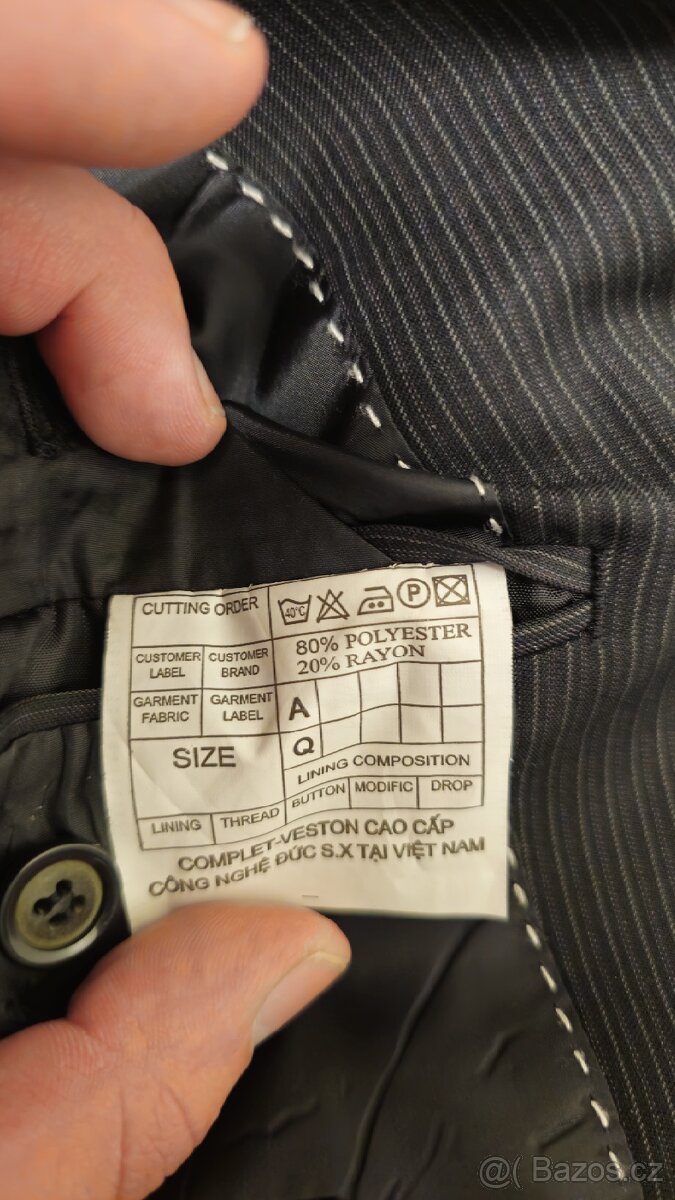 CUTTING ORDER
40°C
P
80% POLYESTER
20% RAYON
CUSTOMER LABEL
CUSTOMER BRAND
GARMENT FABRIC
GARMENT LABEL
A
SIZE
Q
LINING COMPOSITION
LINING
THREAD
BUTTON
MODIFIC
DROP
COMPLET-VESTON CAO CẤP
CÔNG NGHỆ ĐỨC S.X TẠI VIỆT NAM
@( Bazos.cz